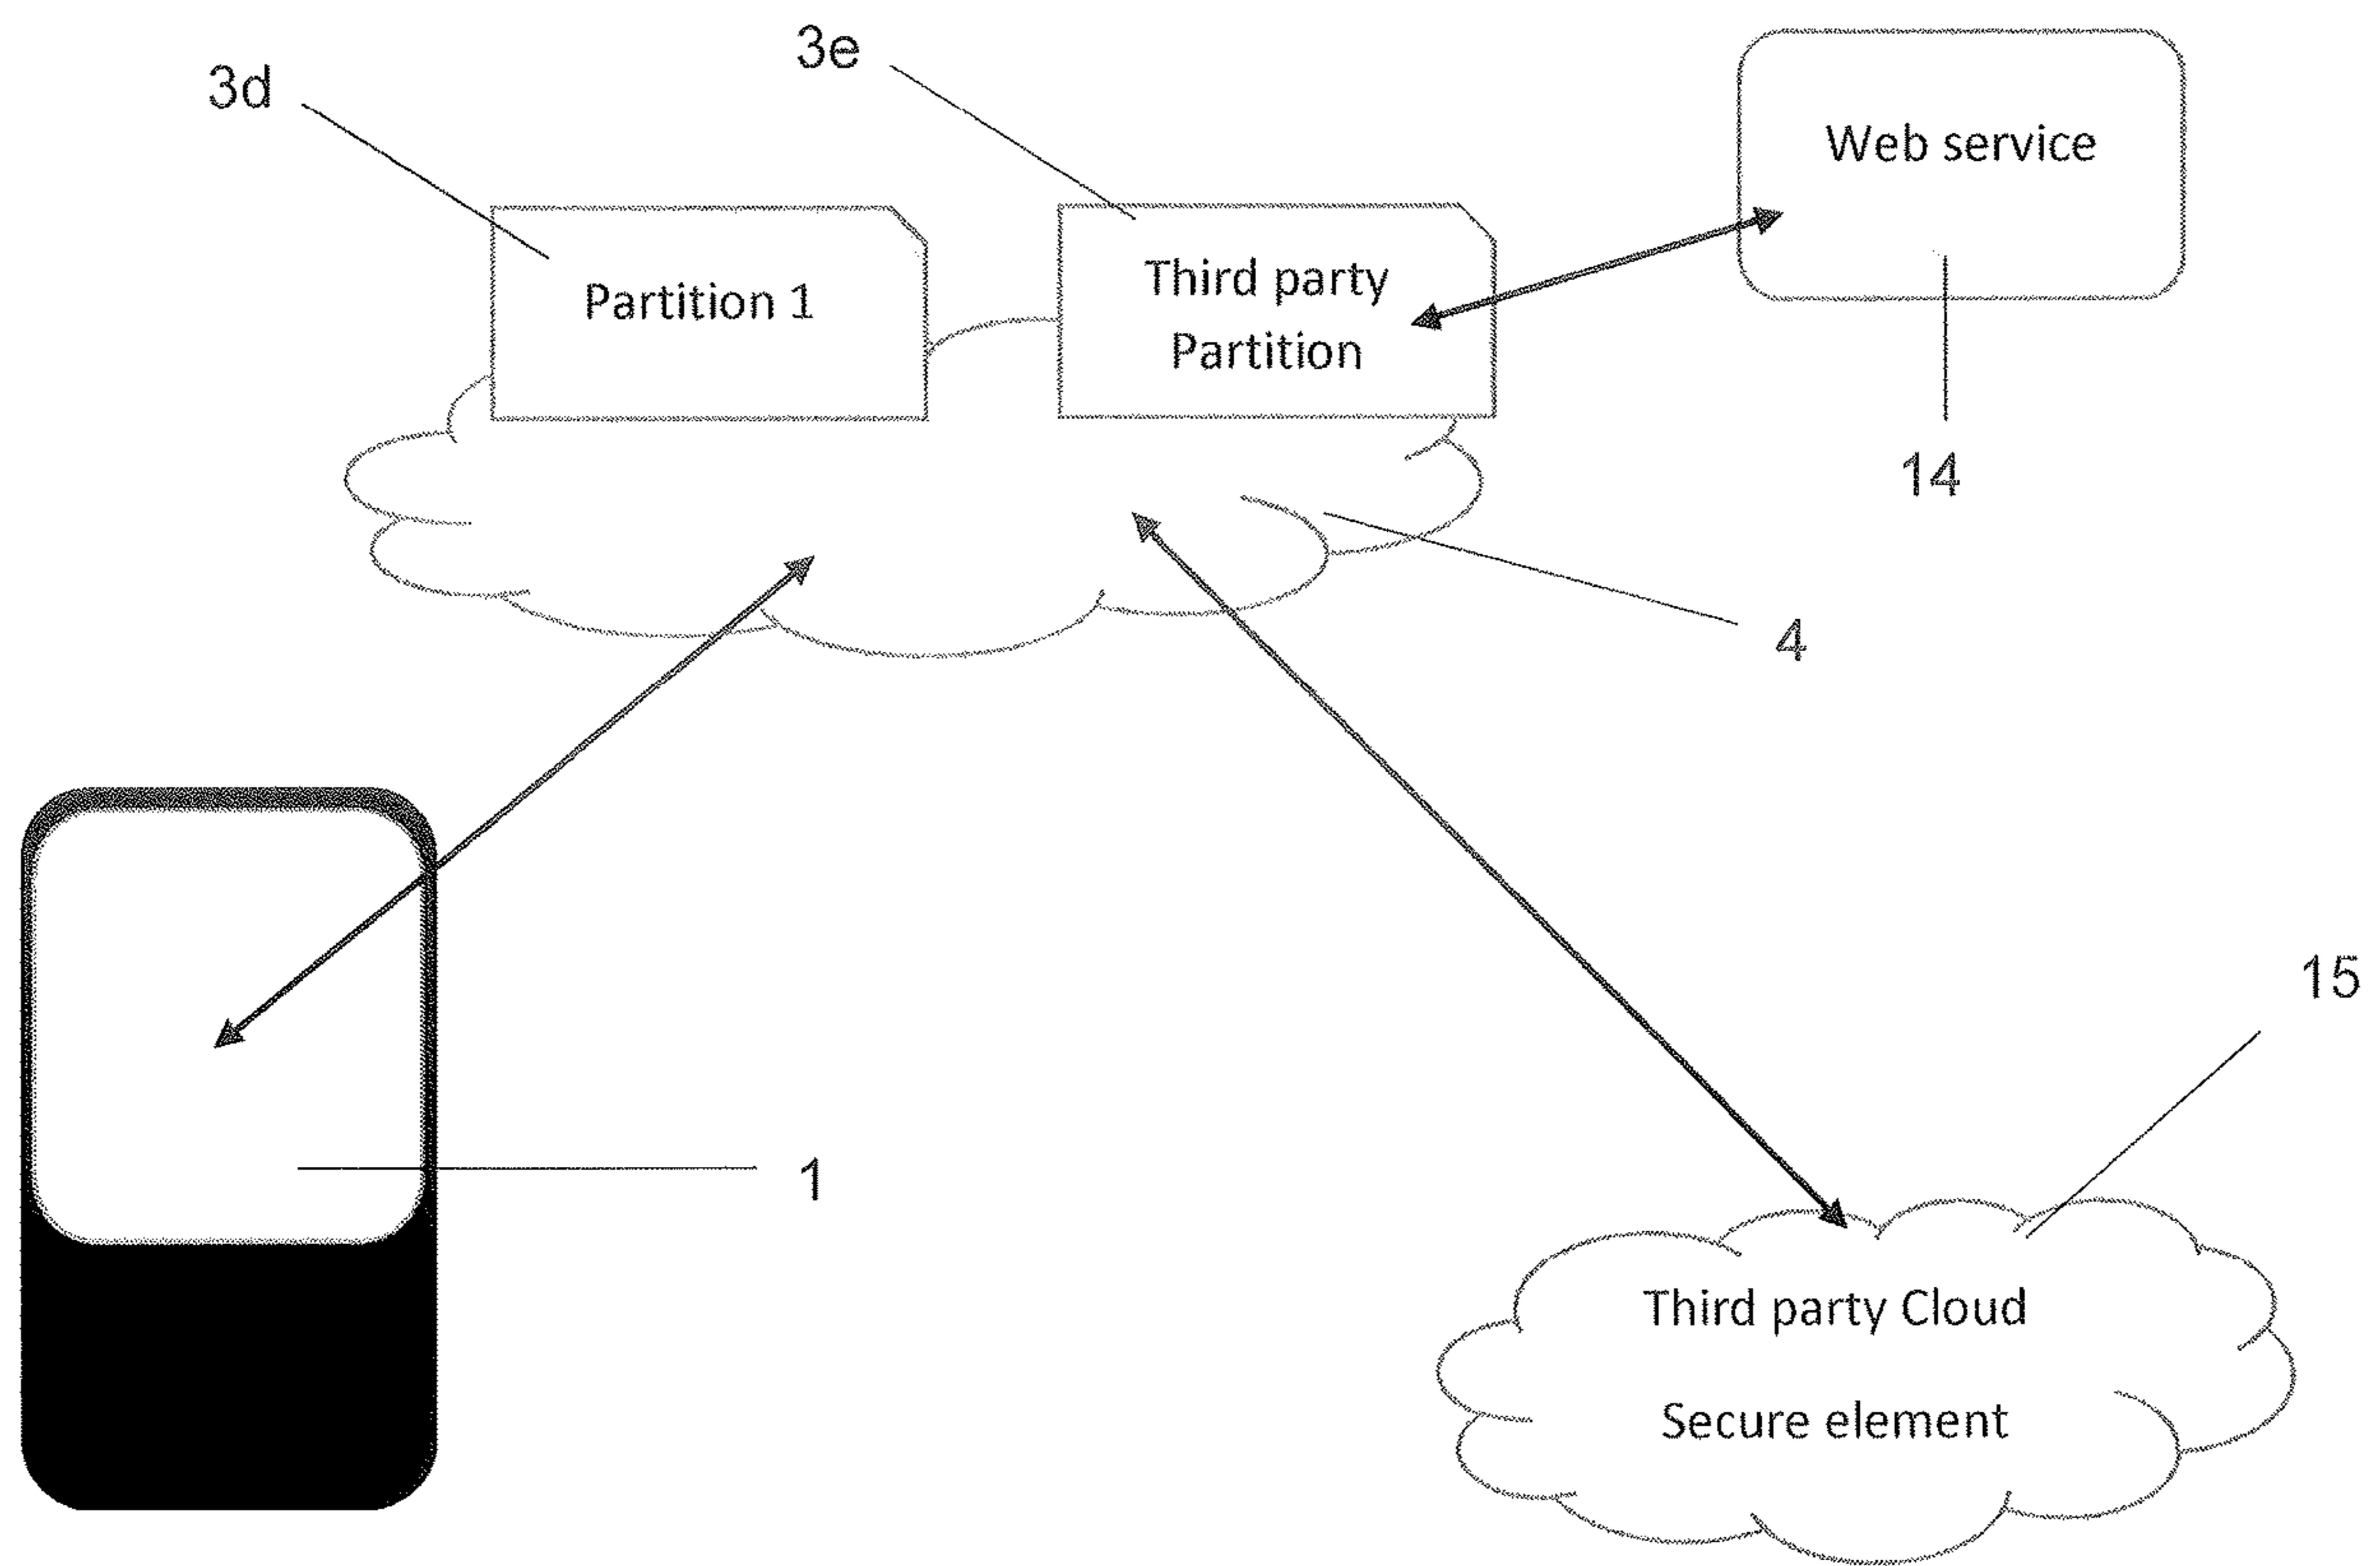 3d
3e
Web service
Partition 1
Third party
Partition
14
4
15
1
Third party Cloud
Secure element